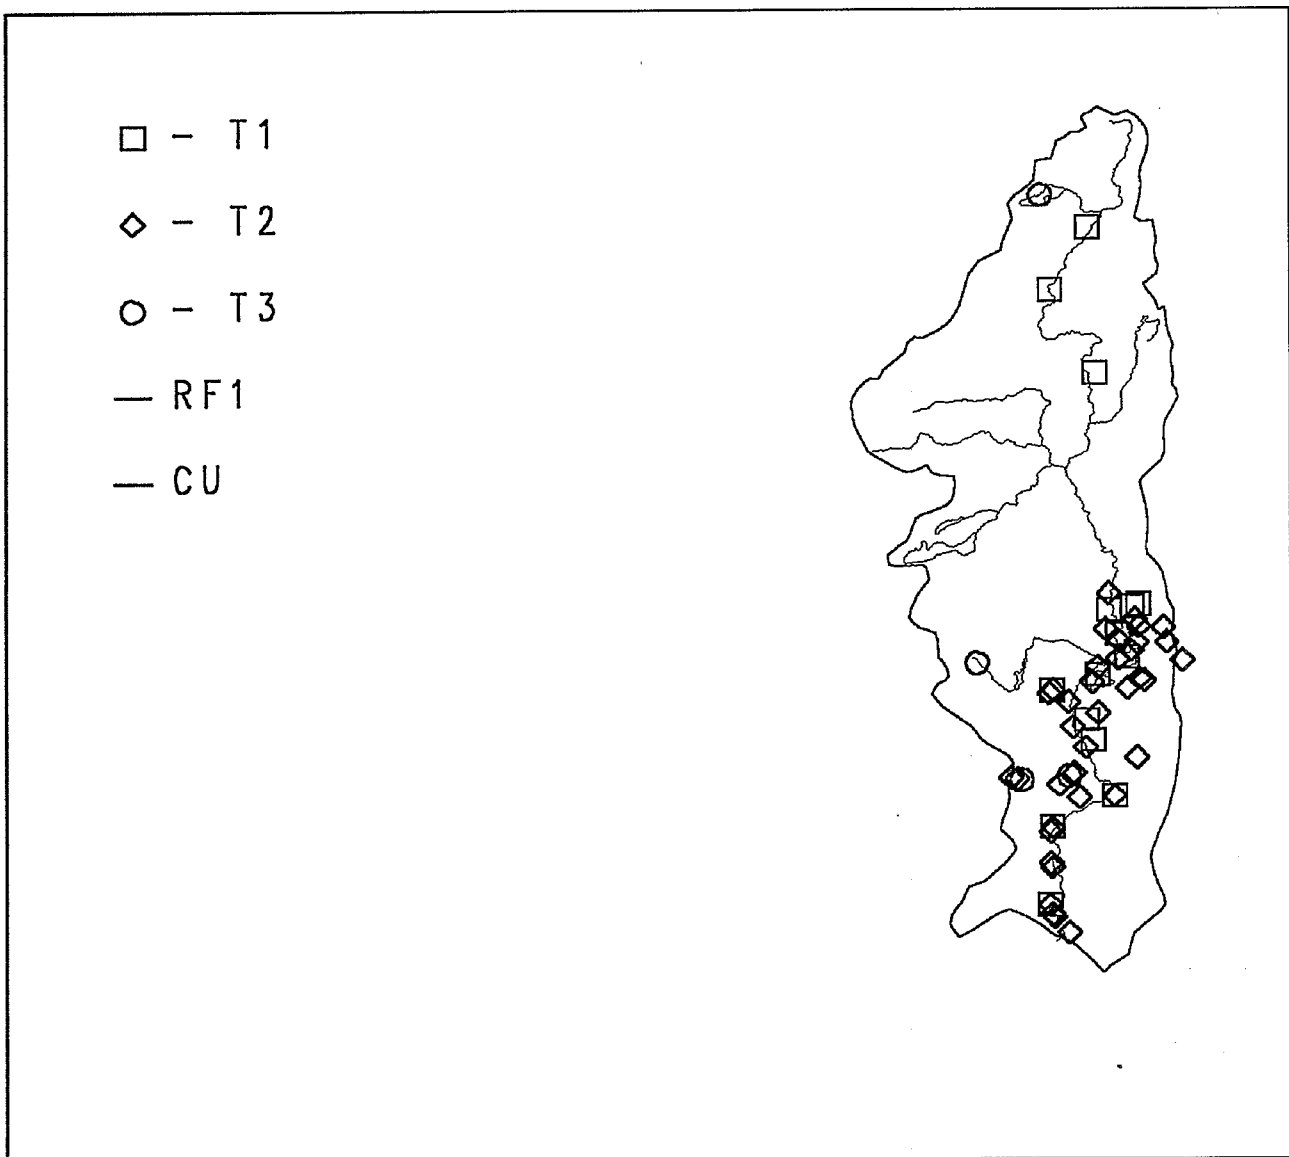 □ - T1
◇ - T2
○ - T3
— RF1
— CU